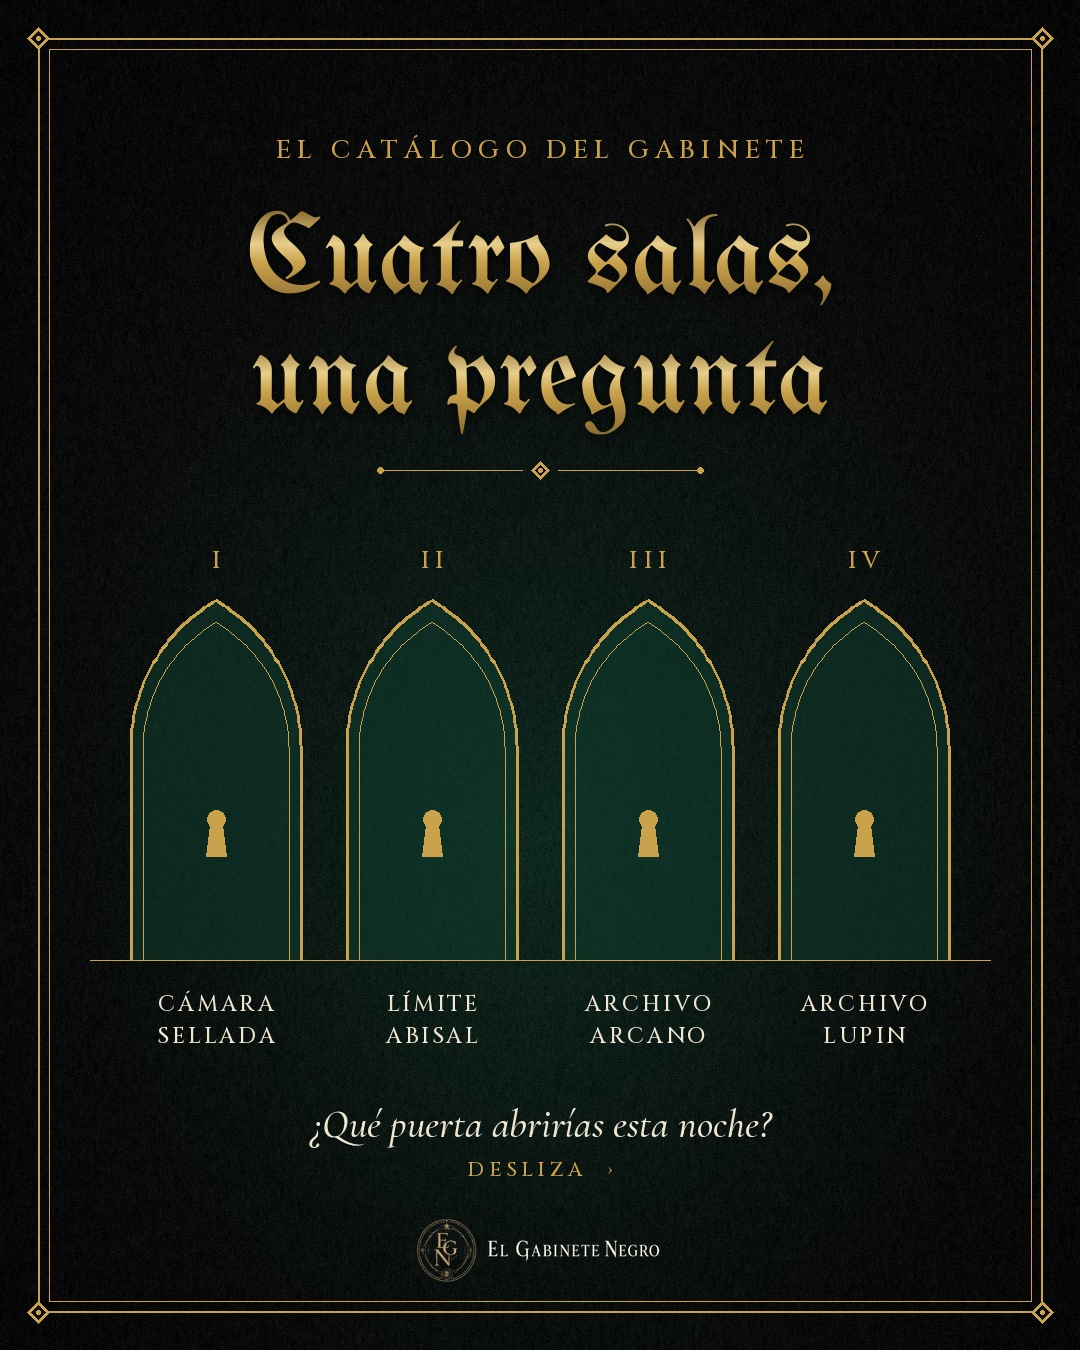 EL CATÁLOGO DEL GABINETE
Cuatro salas,
una pregunta
I
II
III
IV
CÁMARA
SELLADA
LÍMITE
ABISAL
ARCHIVO
ARCANO
ARCHIVO
LUPIN
¿Qué puerta abrirías esta noche?
DESLIZA ›
EGN
El Gabinete Negro